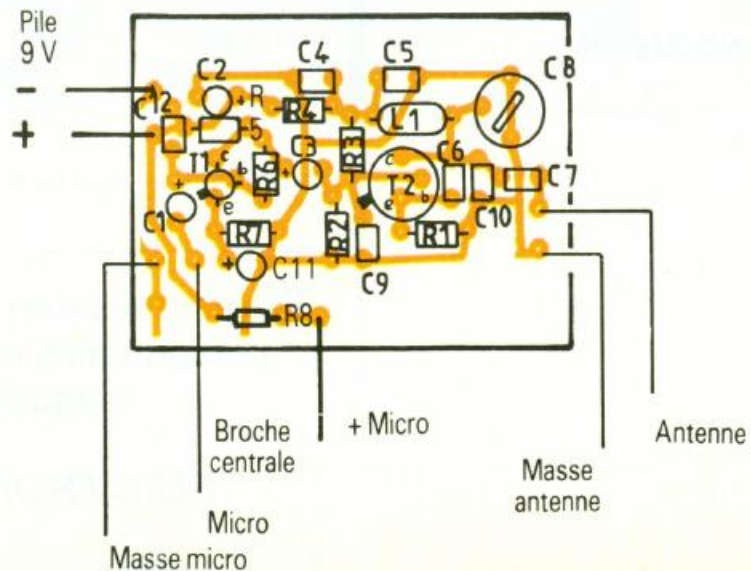 Pile
9 V
−
+
C2
C4
C5
C8
C12
+
R
R4
L1
5
C3
R3
T1
c
b
e
R6
+
c
T2
e
b
C6
C7
C10
C1
+
R7
R2
R1
+
C11
C9
R8
Broche
centrale
+ Micro
Antenne
Masse
antenne
Micro
Masse micro